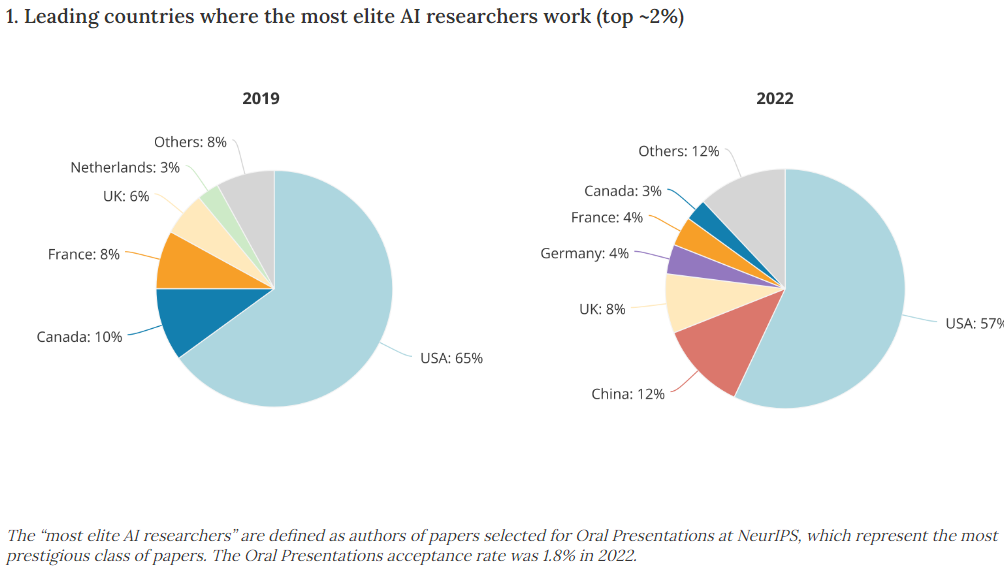 1. Leading countries where the most elite AI researchers work (top ~2%)
2019
Others: 8%
Netherlands: 3%
UK: 6%
France: 8%
Canada: 10%
USA: 65%
2022
Others: 12%
Canada: 3%
France: 4%
Germany: 4%
UK: 8%
China: 12%
USA: 57%
The “most elite AI researchers” are defined as authors of papers selected for Oral Presentations at NeurIPS, which represent the most
prestigious class of papers. The Oral Presentations acceptance rate was 1.8% in 2022.